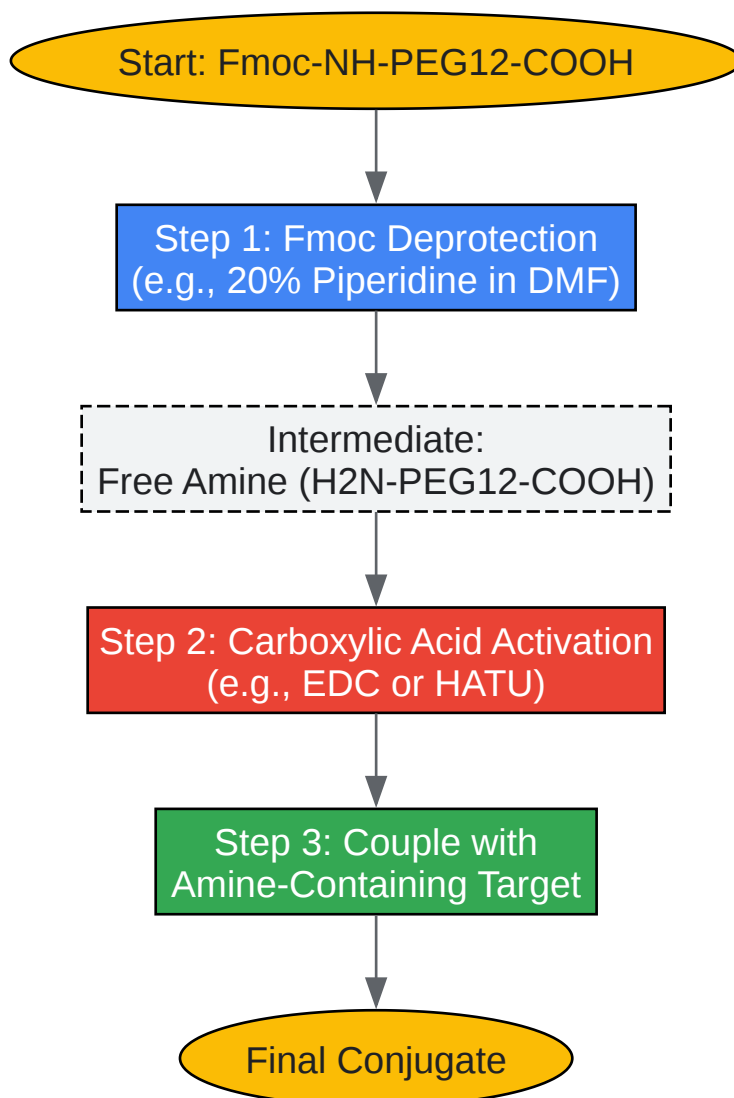 Start: Fmoc-NH-PEG12-COOH
Step 1: Fmoc Deprotection
(e.g., 20% Piperidine in DMF)
Intermediate:
Free Amine (H2N-PEG12-COOH)
Step 2: Carboxylic Acid Activation
(e.g., EDC or HATU)
Step 3: Couple with
Amine-Containing Target
Final Conjugate